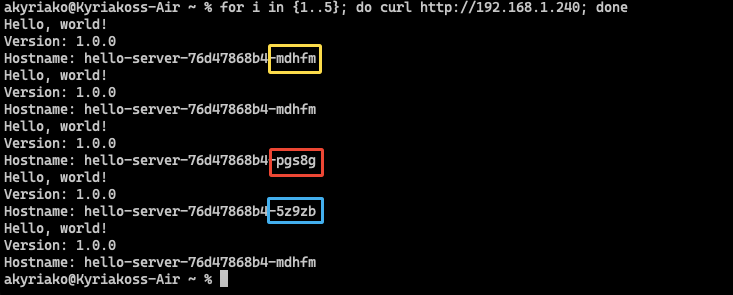 akyriako@Kyriakoss-Air ~ % for i in {1..5}; do curl http://192.168.1.240; done
Hello, world!
Version: 1.0.0
Hostname: hello-server-76d47868b4-mdhfm
Hello, world!
Version: 1.0.0
Hostname: hello-server-76d47868b4-mdhfm
Hello, world!
Version: 1.0.0
Hostname: hello-server-76d47868b4-pgs8g
Hello, world!
Version: 1.0.0
Hostname: hello-server-76d47868b4-5z9zb
Hello, world!
Version: 1.0.0
Hostname: hello-server-76d47868b4-mdhfm
akyriako@Kyriakoss-Air ~ %